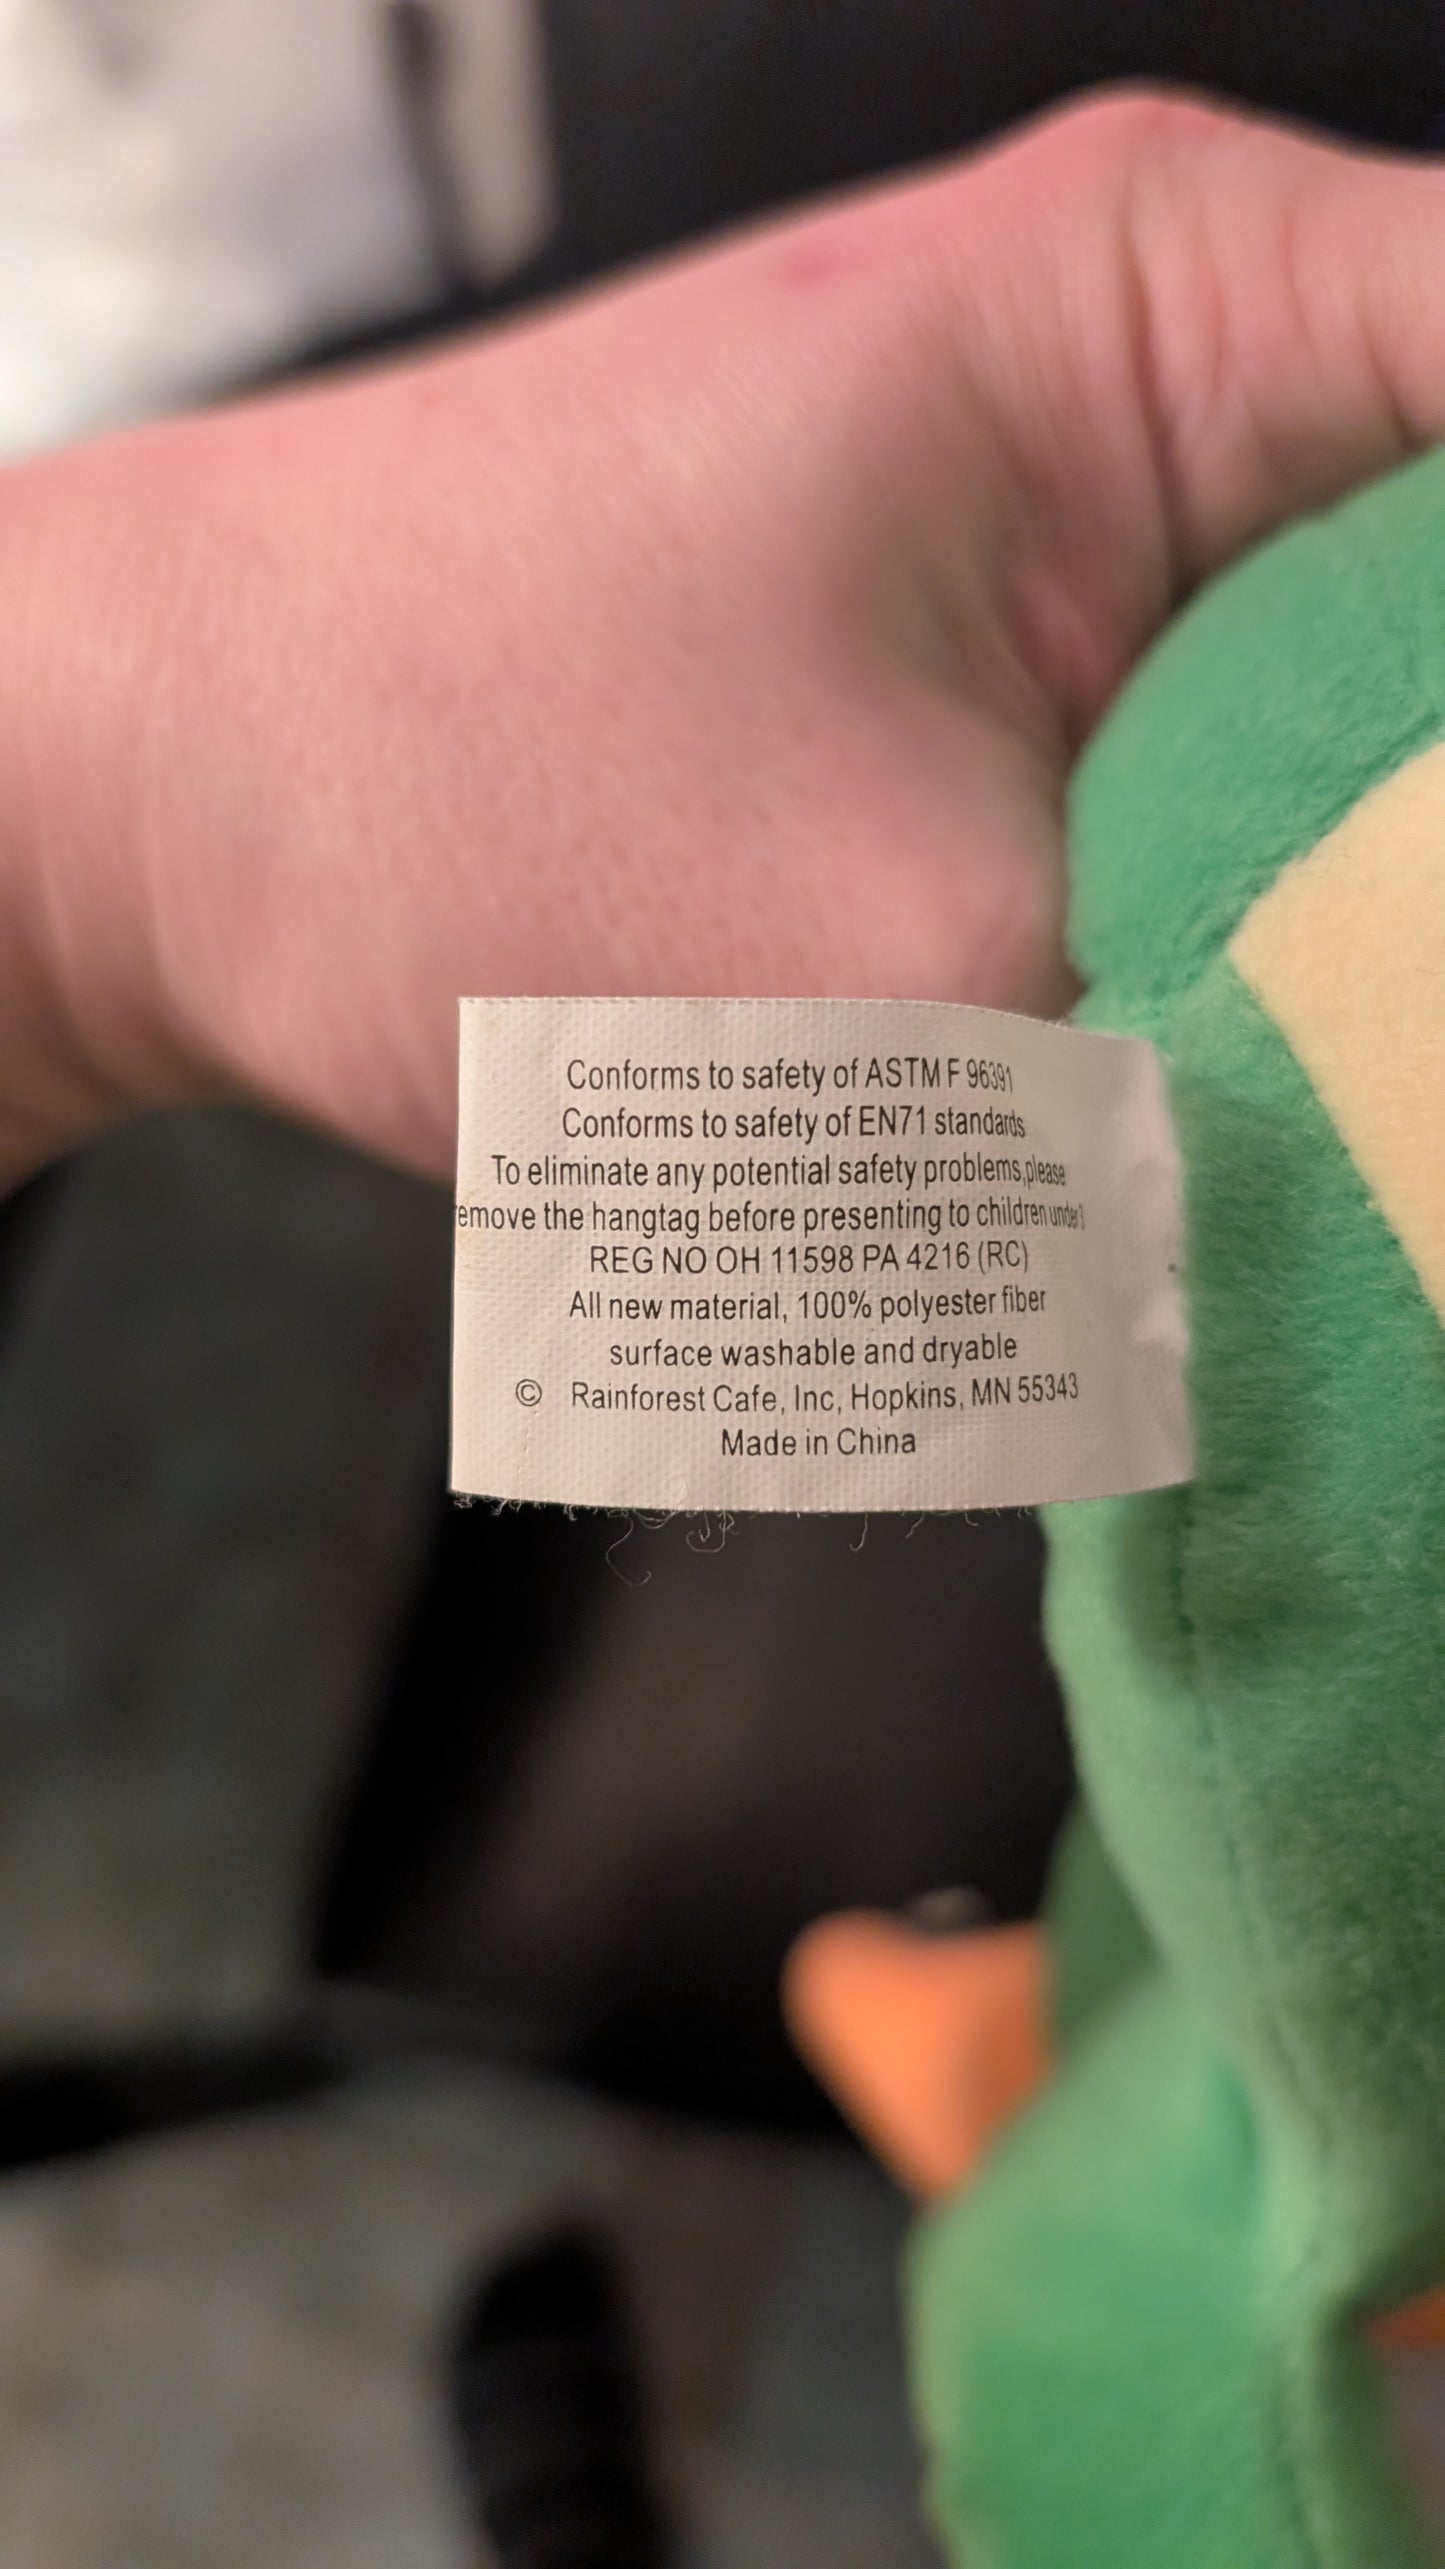 Conforms to safety of ASTM F 96391
Conforms to safety of EN71 standards
To eliminate any potential safety problems,please
remove the hangtag before presenting to children under 3
REG NO OH 11598 PA 4216 (RC)
All new material, 100% polyester fiber
surface washable and dryable
© Rainforest Cafe, Inc, Hopkins, MN 55343
Made in China